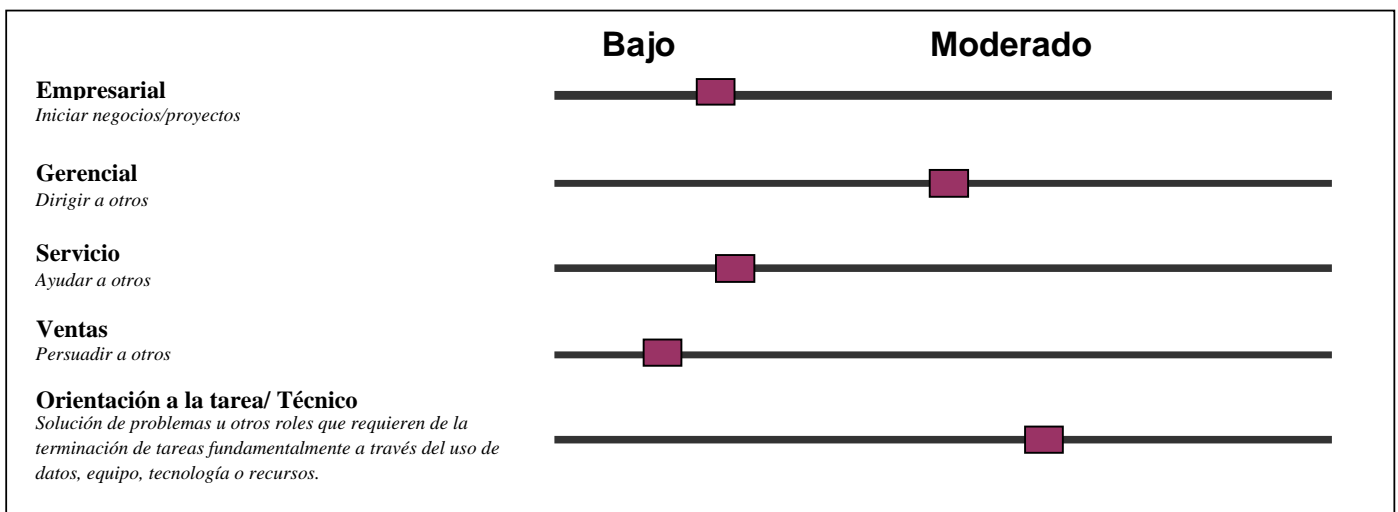 Bajo Moderado
Empresarial
Iniciar negocios/proyectos
Gerencial
Dirigir a otros
Servicio
Ayudar a otros
Ventas
Persuadir a otros
Orientación a la tarea/ Técnico
Solución de problemas u otros roles que requieren de la
terminación de tareas fundamentalmente a través del uso de
datos, equipo, tecnología o recursos.